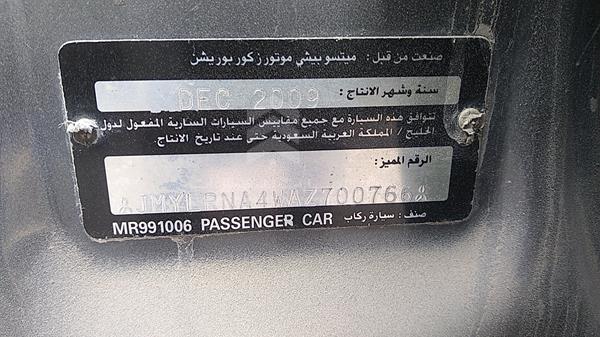 صنعت من قبل: ميتسوبيشي موتورز كوربوريشن
سنة وشهر الانتاج: DEC 2009
تتوافق هذه السيارة مع جميع مقاييس السيارات السارية المفعول لدول
الخليج / المملكة العربية السعودية حتى عند تاريخ الانتاج
الرقم المميز:
JMYLRNA4WAZ700766
صنف: سيارة ركاب
MR991006 PASSENGER CAR